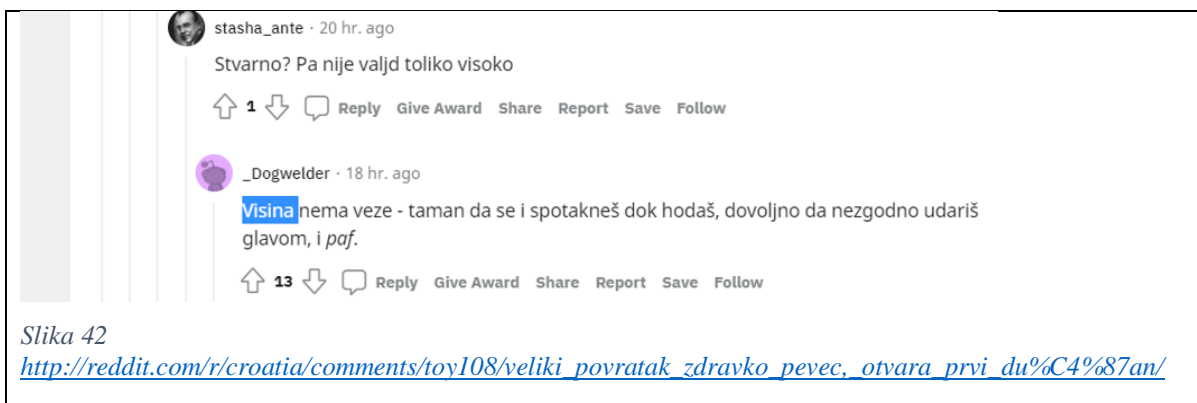 stasha_ante · 20 hr. ago
Stvarno? Pa nije valjd toliko visoko
1 Reply Give Award Share Report Save Follow
_Dogwelder · 18 hr. ago
Visina nema veze - taman da se i spotakneš dok hodaš, dovoljno da nezgodno udariš
glavom, i paf.
13 Reply Give Award Share Report Save Follow
Slika 42
http://reddit.com/r/croatia/comments/toy108/veliki_povratak_zdravko_pevec,_otvara_prvi_du%C4%87an/